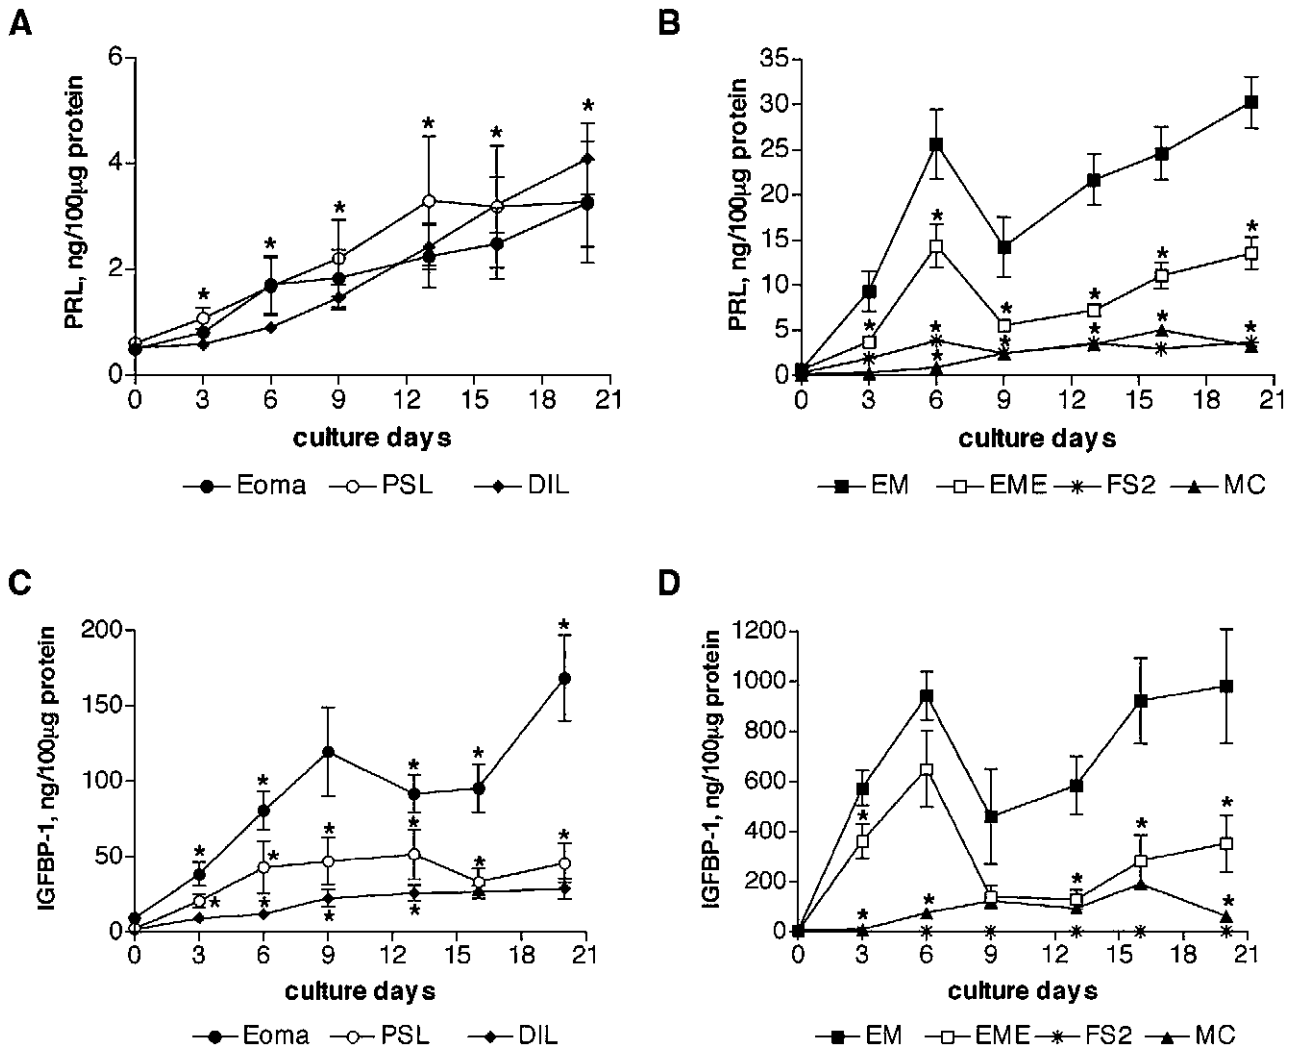 A
PRL, ng/100µg protein
6
4
2
0
* * * * * *
0 3 6 9 12 15 18 21
culture days
Eoma PSL DIL
B
PRL, ng/100µg protein
35
30
25
20
15
10
5
0
* * * * * *
* * * * *
* *
0 3 6 9 12 15 18 21
culture days
EM EME FS2 MC
C
IGFBP-1, ng/100µg protein
200
150
100
50
0
* * * * *
* * * * * *
* * *
0 3 6 9 12 15 18 21
culture days
Eoma PSL DIL
D
IGFBP-1, ng/100µg protein
1200
1000
800
600
400
200
0
* * * *
* * *
0 3 6 9 12 15 18 21
culture days
EM EME FS2 MC